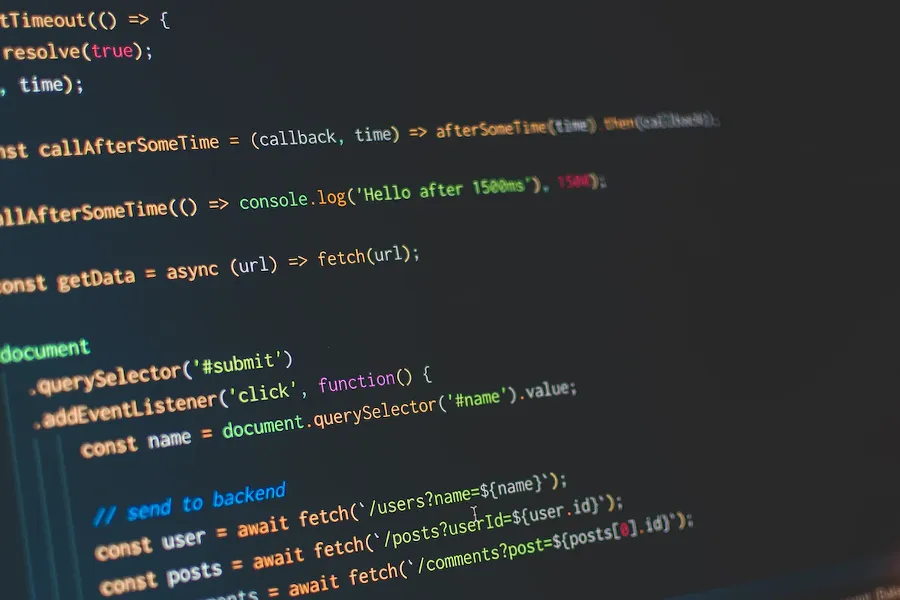 tTimeout(() => {
resolve(true);
, time);
nst callAfterSomeTime = (callback, time) => afterSomeTime(time) then(callback);
allAfterSomeTime(() => console.log('Hello after 1500ms'), 1500);
const getData = async (url) => fetch(url);
document
.querySelector('#submit')
.addEventListener('click', function() {
const name = document.querySelector('#name').value;
// send to backend
const user = await fetch(`/users?name=${name}`);
const posts = await fetch(`/posts?userId=${user.id}`);
ments = await fetch(`/comments?post=${posts[0].id}`);